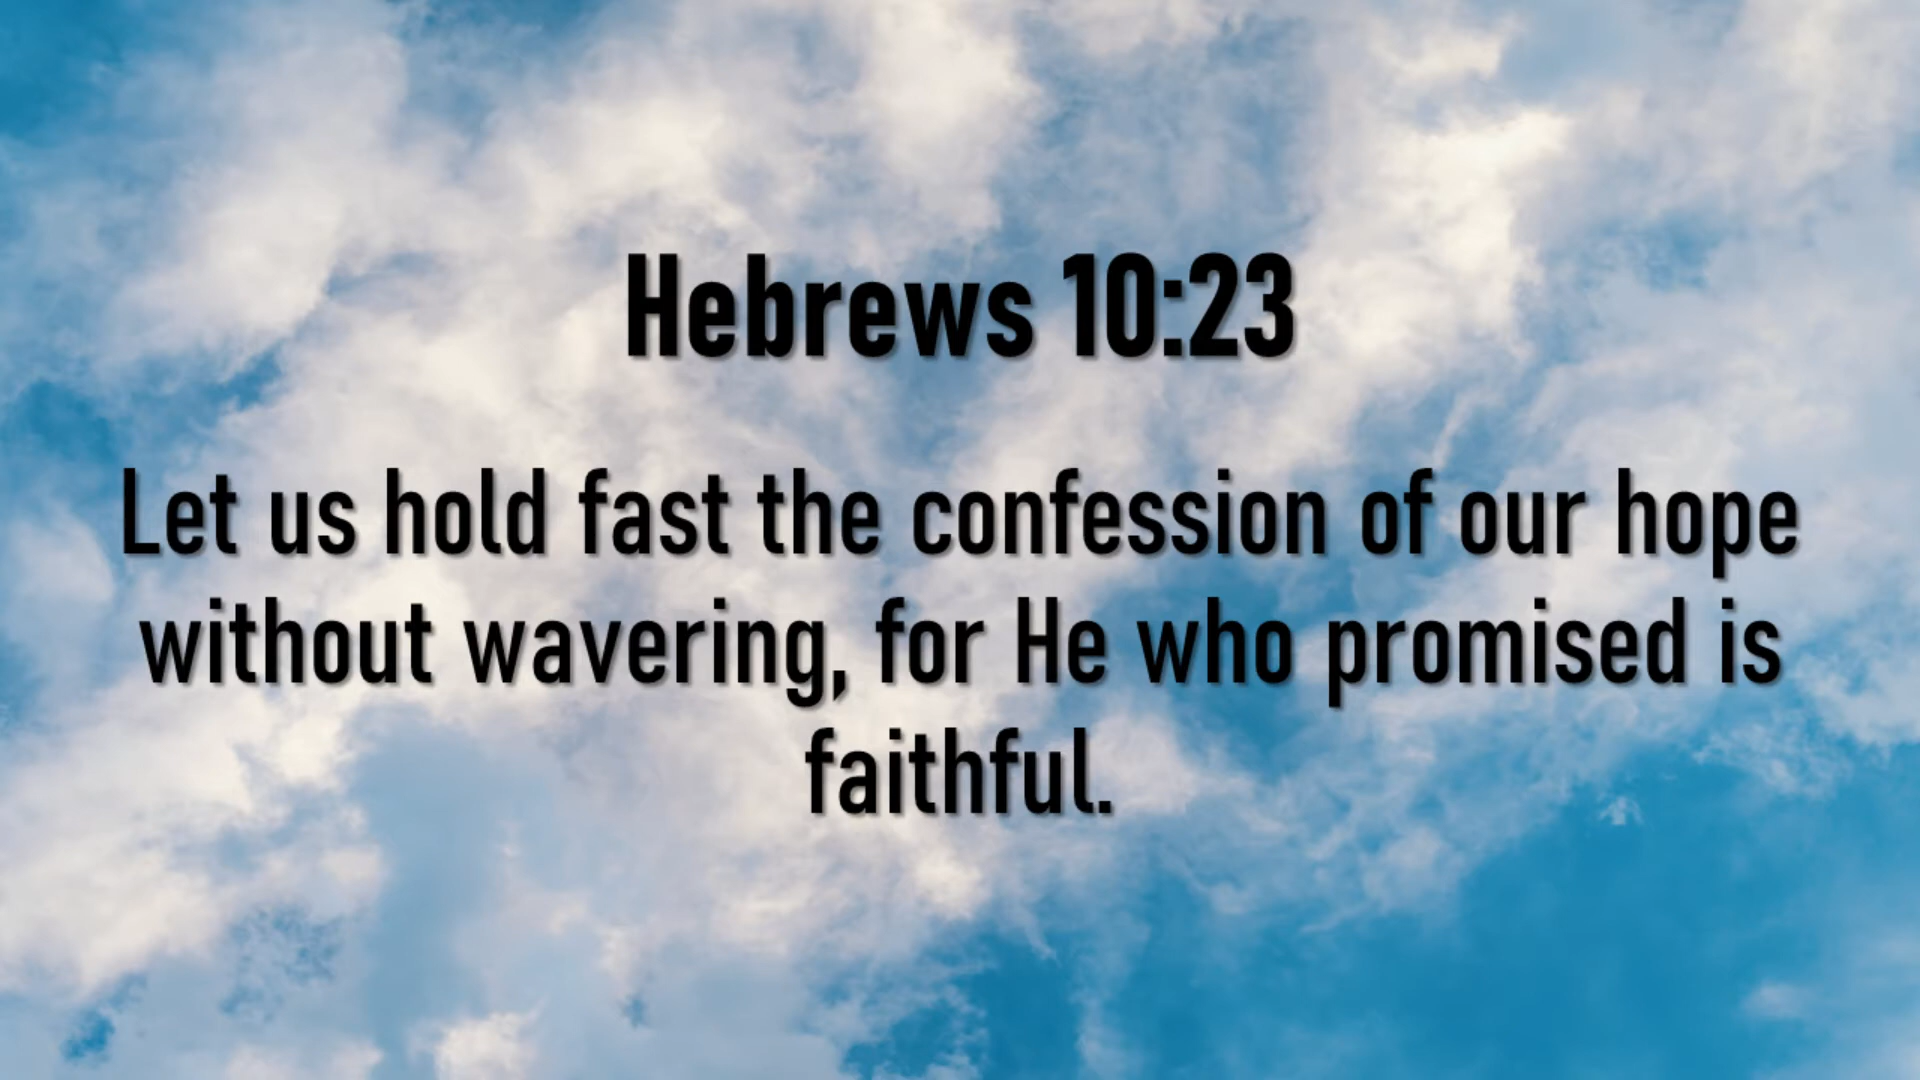 Hebrews 10:23
Let us hold fast the confession of our hope
without wavering, for He who promised is
faithful.